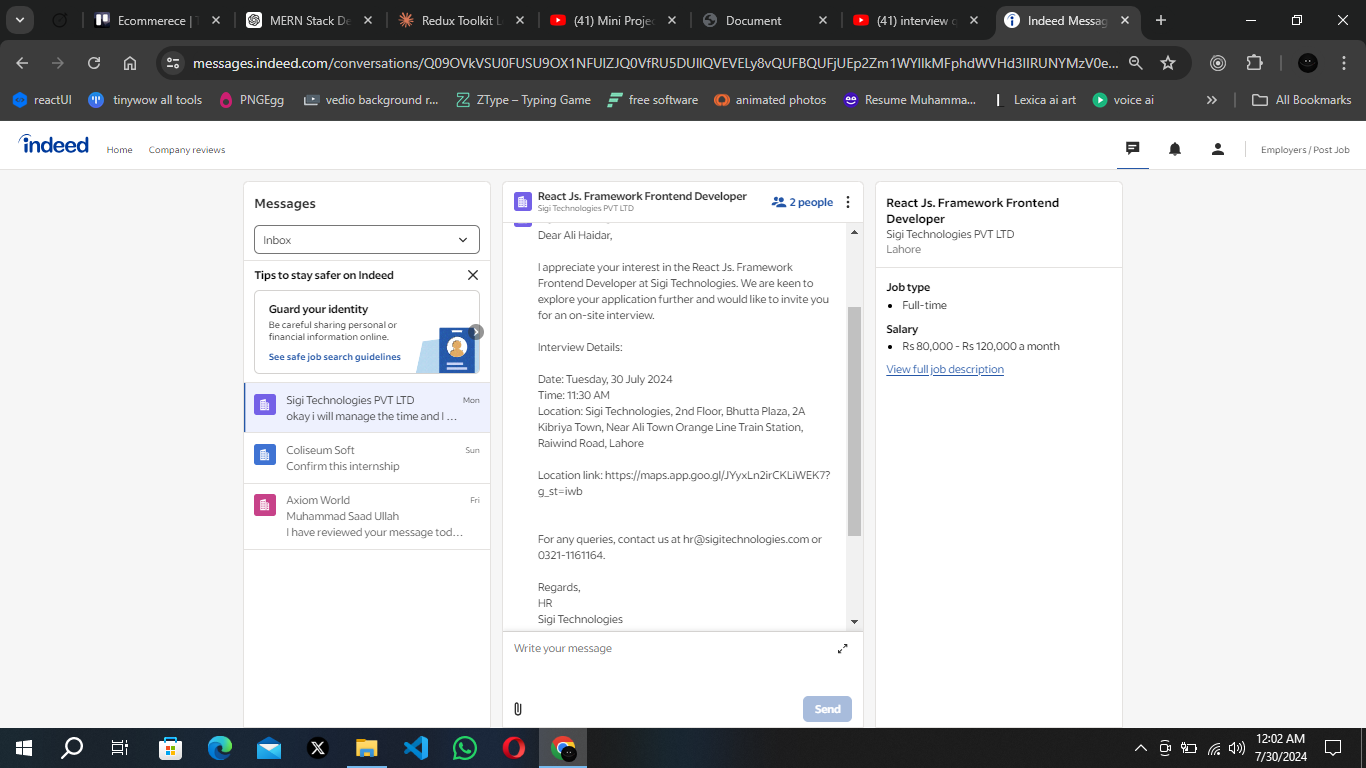 Ecommerece | T
MERN Stack De
Redux Toolkit L
(41) Mini Projec
Document
(41) interview q
Indeed Messag
messages.indeed.com/conversations/
reactUI
tinywow all tools
PNGEgg
vedio background r...
ZType – Typing Game
free software
animated photos
Resume Muhamma...
Lexica ai art
voice ai
All Bookmarks
indeed
Home
Company reviews
Employers / Post Job
Messages
Inbox
Tips to stay safer on Indeed
Guard your identity
Be careful sharing personal or
financial information online.
See safe job search guidelines
Sigi Technologies PVT LTD
Mon
okay i will manage the time and I ...
Coliseum Soft
Sun
Confirm this internship
Axiom World
Fri
Muhammad Saad Ullah
I have reviewed your message tod...
React Js. Framework Frontend Developer
Sigi Technologies PVT LTD
2 people
Dear Ali Haidar,
I appreciate your interest in the React Js. Framework
Frontend Developer at Sigi Technologies. We are keen to
explore your application further and would like to invite you
for an on-site interview.
Interview Details:
Date: Tuesday, 30 July 2024
Time: 11:30 AM
Location: Sigi Technologies, 2nd Floor, Bhutta Plaza, 2A
Kibriya Town, Near Ali Town Orange Line Train Station,
Raiwind Road, Lahore
Location link: https://maps.app.goo.gl/JYyxLn2irCKLiWEK7?
g_st=iwb
For any queries, contact us at hr@sigitechnologies.com or
0321-1161164.
Regards,
HR
Sigi Technologies
Write your message
Send
React Js. Framework Frontend
Developer
Sigi Technologies PVT LTD
Lahore
Job type
Full-time
Salary
Rs 80,000 - Rs 120,000 a month
View full job description
12:02 AM
7/30/2024